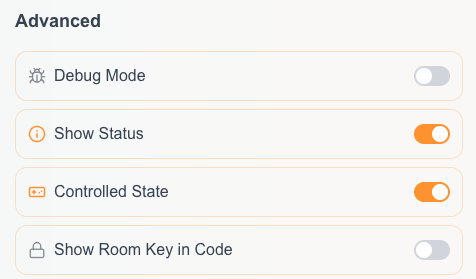 Advanced
Debug Mode
Show Status
Controlled State
Show Room Key in Code